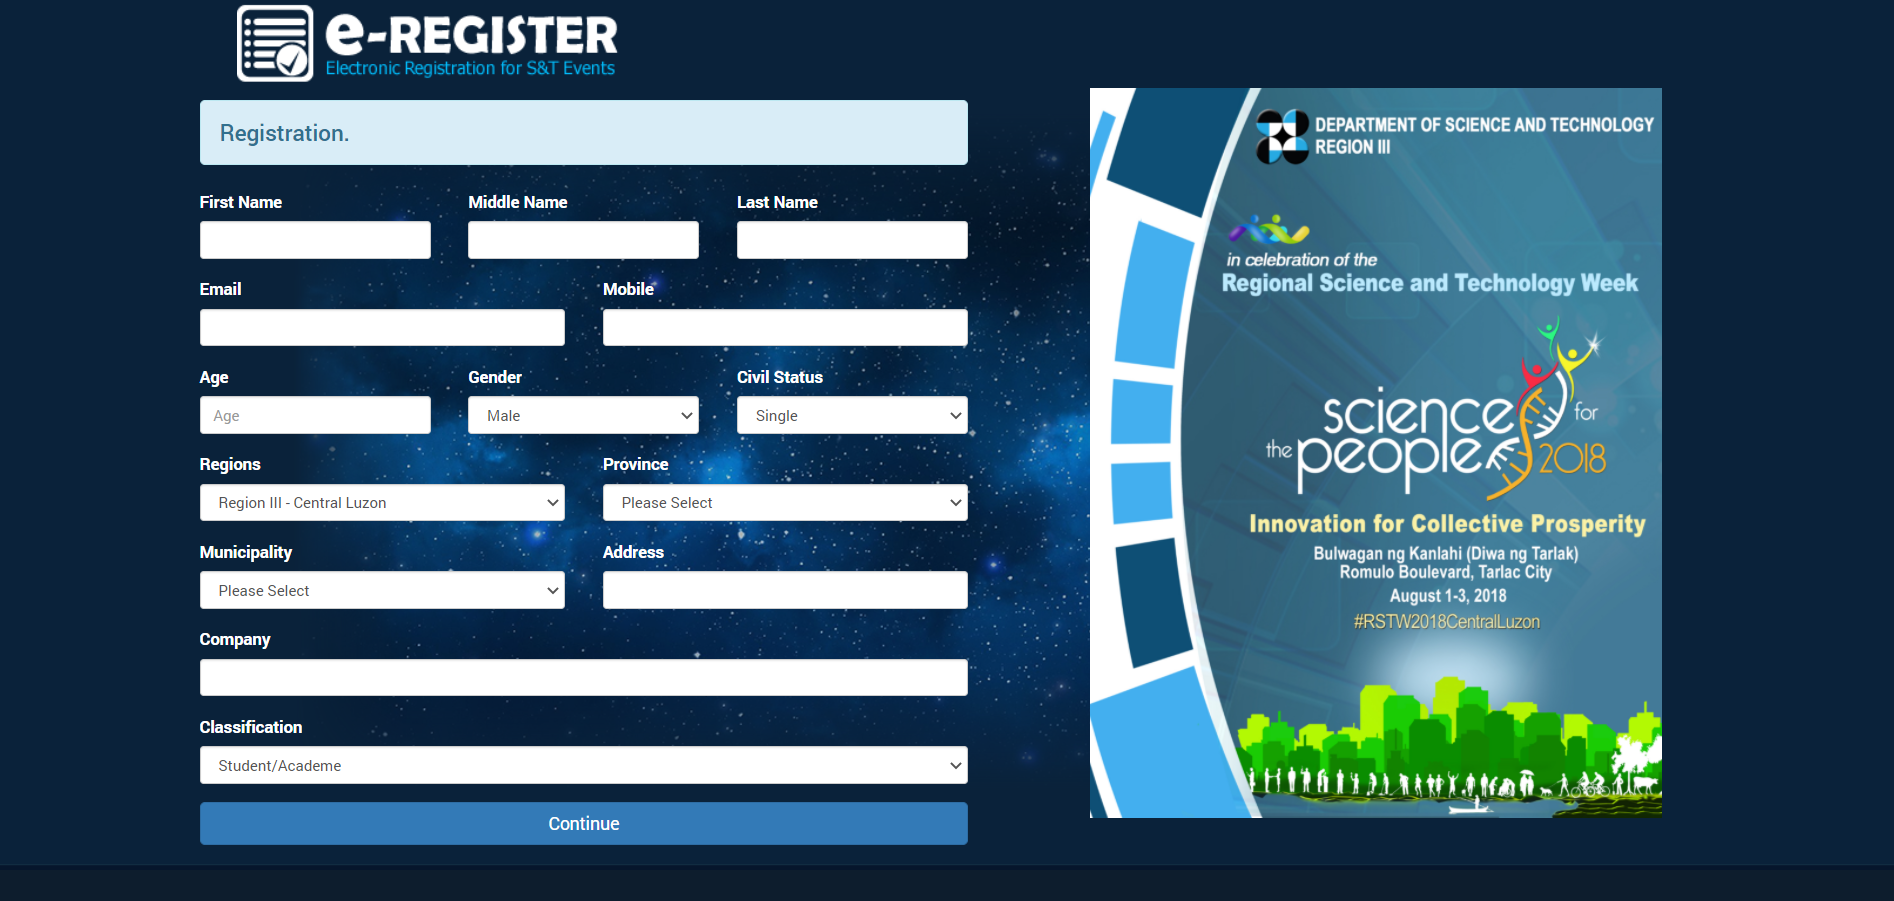 e-REGISTER
Electronic Registration for S&T Events
Registration.
First Name
Middle Name
Last Name
Email
Mobile
Age
Gender
Civil Status
Age
Male
Single
Regions
Province
Region III - Central Luzon
Please Select
Municipality
Address
Please Select
Company
Classification
Student/Academe
Continue
DEPARTMENT OF SCIENCE AND TECHNOLOGY
REGION III
in celebration of the
Regional Science and Technology Week
science for
the people 2018
Innovation for Collective Prosperity
Bulwagan ng Kanlahi (Diwa ng Tarlak)
Romulo Boulevard, Tarlac City
August 1-3, 2018
#RSTW2018CentralLuzon